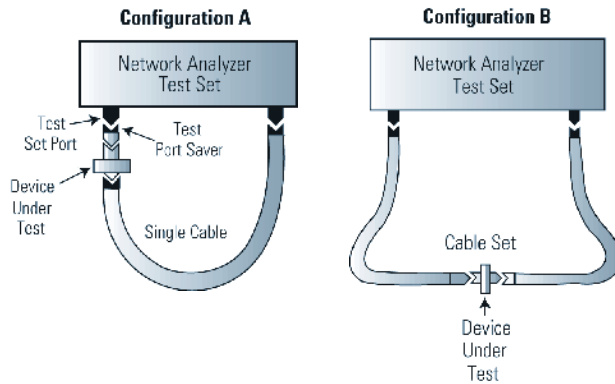 Configuration A
Network Analyzer
Test Set
Test
Set Port
Test
Port Saver
Device
Under
Test
Single Cable
Configuration B
Network Analyzer
Test Set
Cable Set
Device
Under
Test